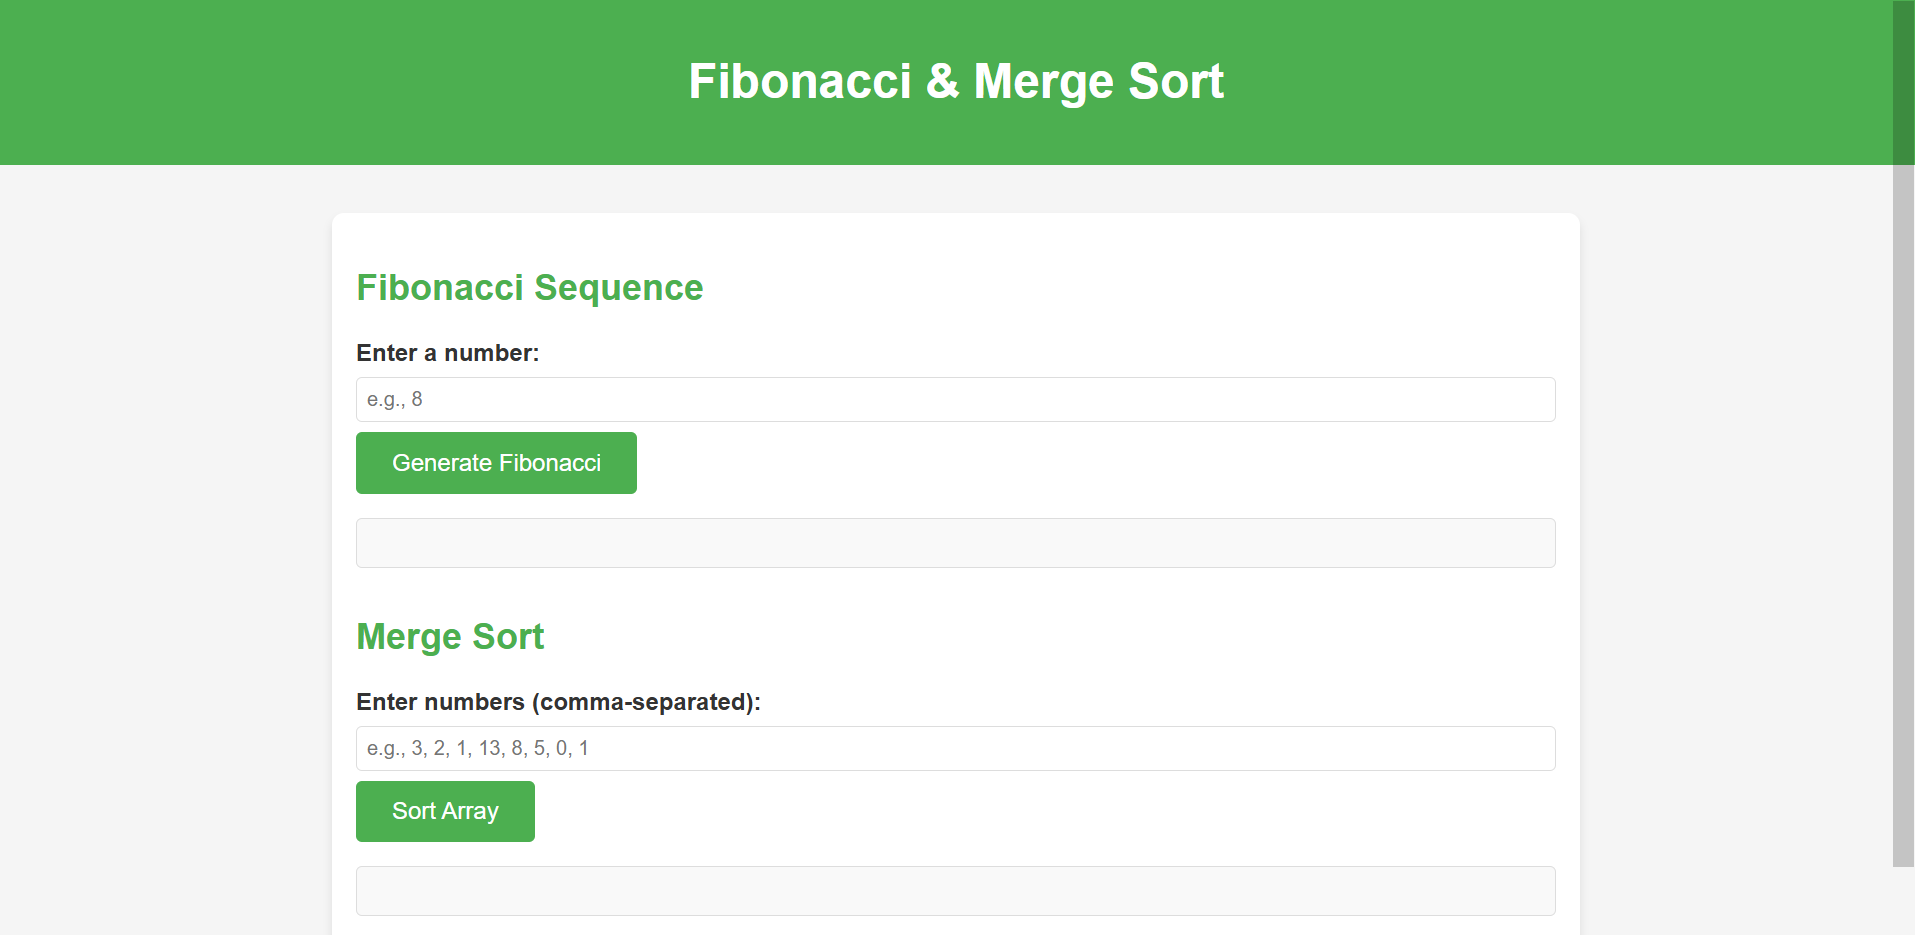 Fibonacci & Merge Sort
Fibonacci Sequence
Enter a number:
e.g., 8
Generate Fibonacci
Merge Sort
Enter numbers (comma-separated):
e.g., 3, 2, 1, 13, 8, 5, 0, 1
Sort Array